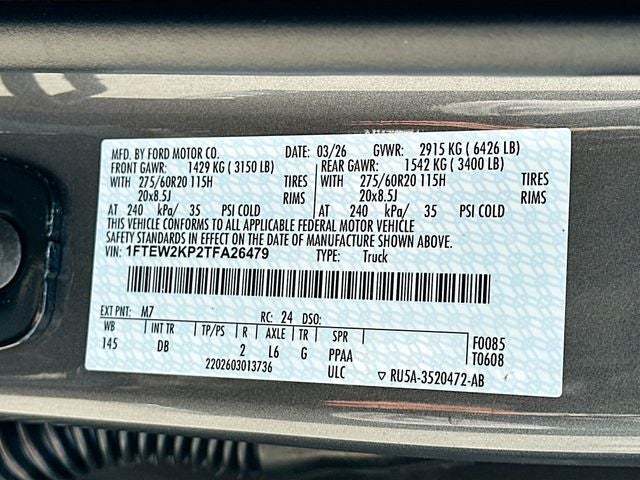 MFD. BY FORD MOTOR CO. DATE: 03/26 GVWR: 2915 KG ( 6426 LB)
FRONT GAWR: 1429 KG ( 3150 LB) REAR GAWR: 1542 KG ( 3400 LB)
WITH 275/60R20 115H TIRES WITH 275/60R20 115H TIRES
20x8.5J RIMS 20x8.5J RIMS
AT 240 kPa/ 35 PSI COLD AT 240 kPa/ 35 PSI COLD
THIS VEHICLE CONFORMS TO ALL APPLICABLE FEDERAL MOTOR VEHICLE
SAFETY STANDARDS IN EFFECT ON THE DATE OF MANUFACTURE SHOWN ABOVE.
VIN: 1FTEW2KP2TFA26479 TYPE: Truck
EXT PNT: M7 RC: 24 DSO:
WB INT TR TP/PS R AXLE TR SPR F0085
145 DB 2 L6 G PPAA T0608
2202603013736 ULC ▽ RU5A-3520472-AB